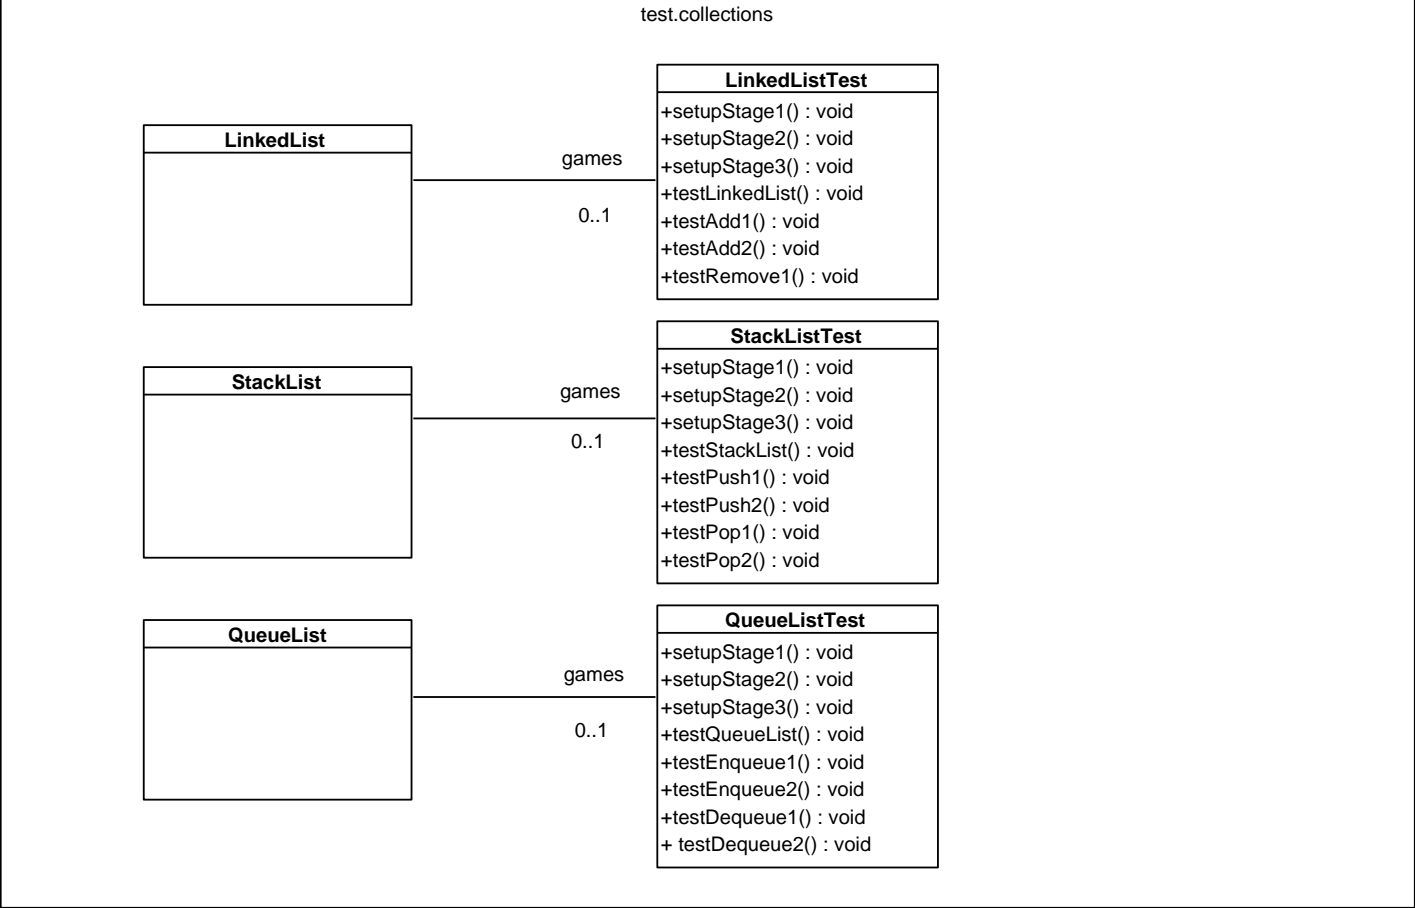 test.collections
LinkedList
games
0..1
LinkedListTest
+setupStage1() : void
+setupStage2() : void
+setupStage3() : void
+testLinkedList() : void
+testAdd1() : void
+testAdd2() : void
+testRemove1() : void
StackList
games
0..1
StackListTest
+setupStage1() : void
+setupStage2() : void
+setupStage3() : void
+testStackList() : void
+testPush1() : void
+testPush2() : void
+testPop1() : void
+testPop2() : void
QueueList
games
0..1
QueueListTest
+setupStage1() : void
+setupStage2() : void
+setupStage3() : void
+testQueueList() : void
+testEnqueue1() : void
+testEnqueue2() : void
+testDequeue1() : void
+ testDequeue2() : void